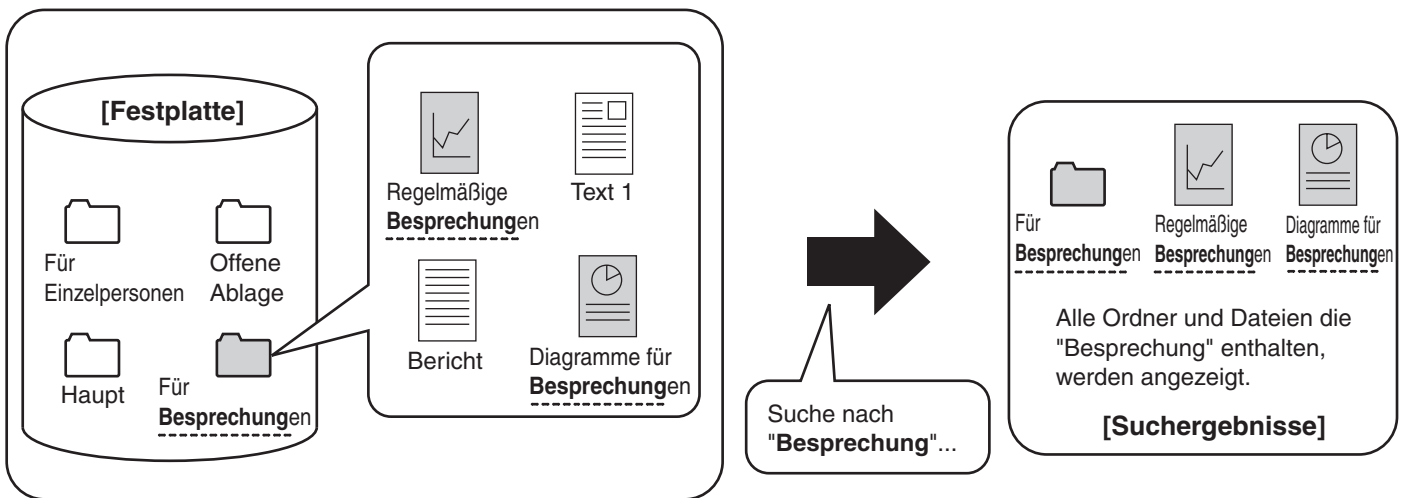 [Festplatte]
Für
Einzelpersonen
Offene
Ablage
Haupt
Für
Besprechungen
Regelmäßige
Besprechungen
Text 1
Bericht
Diagramme für
Besprechungen
Suche nach
"Besprechung"...
Für
Besprechungen
Regelmäßige
Besprechungen
Diagramme für
Besprechungen
Alle Ordner und Dateien die
"Besprechung" enthalten,
werden angezeigt.
[Suchergebnisse]